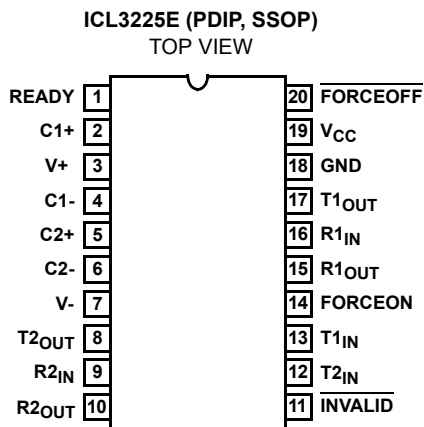 ICL3225E (PDIP, SSOP)
TOP VIEW
READY 1 20 FORCEOFF
C1+ 2 19 VCC
V+ 3 18 GND
C1- 4 17 T1OUT
C2+ 5 16 R1IN
C2- 6 15 R1OUT
V- 7 14 FORCEON
T2OUT 8 13 T1IN
R2IN 9 12 T2IN
R2OUT 10 11 INVALID